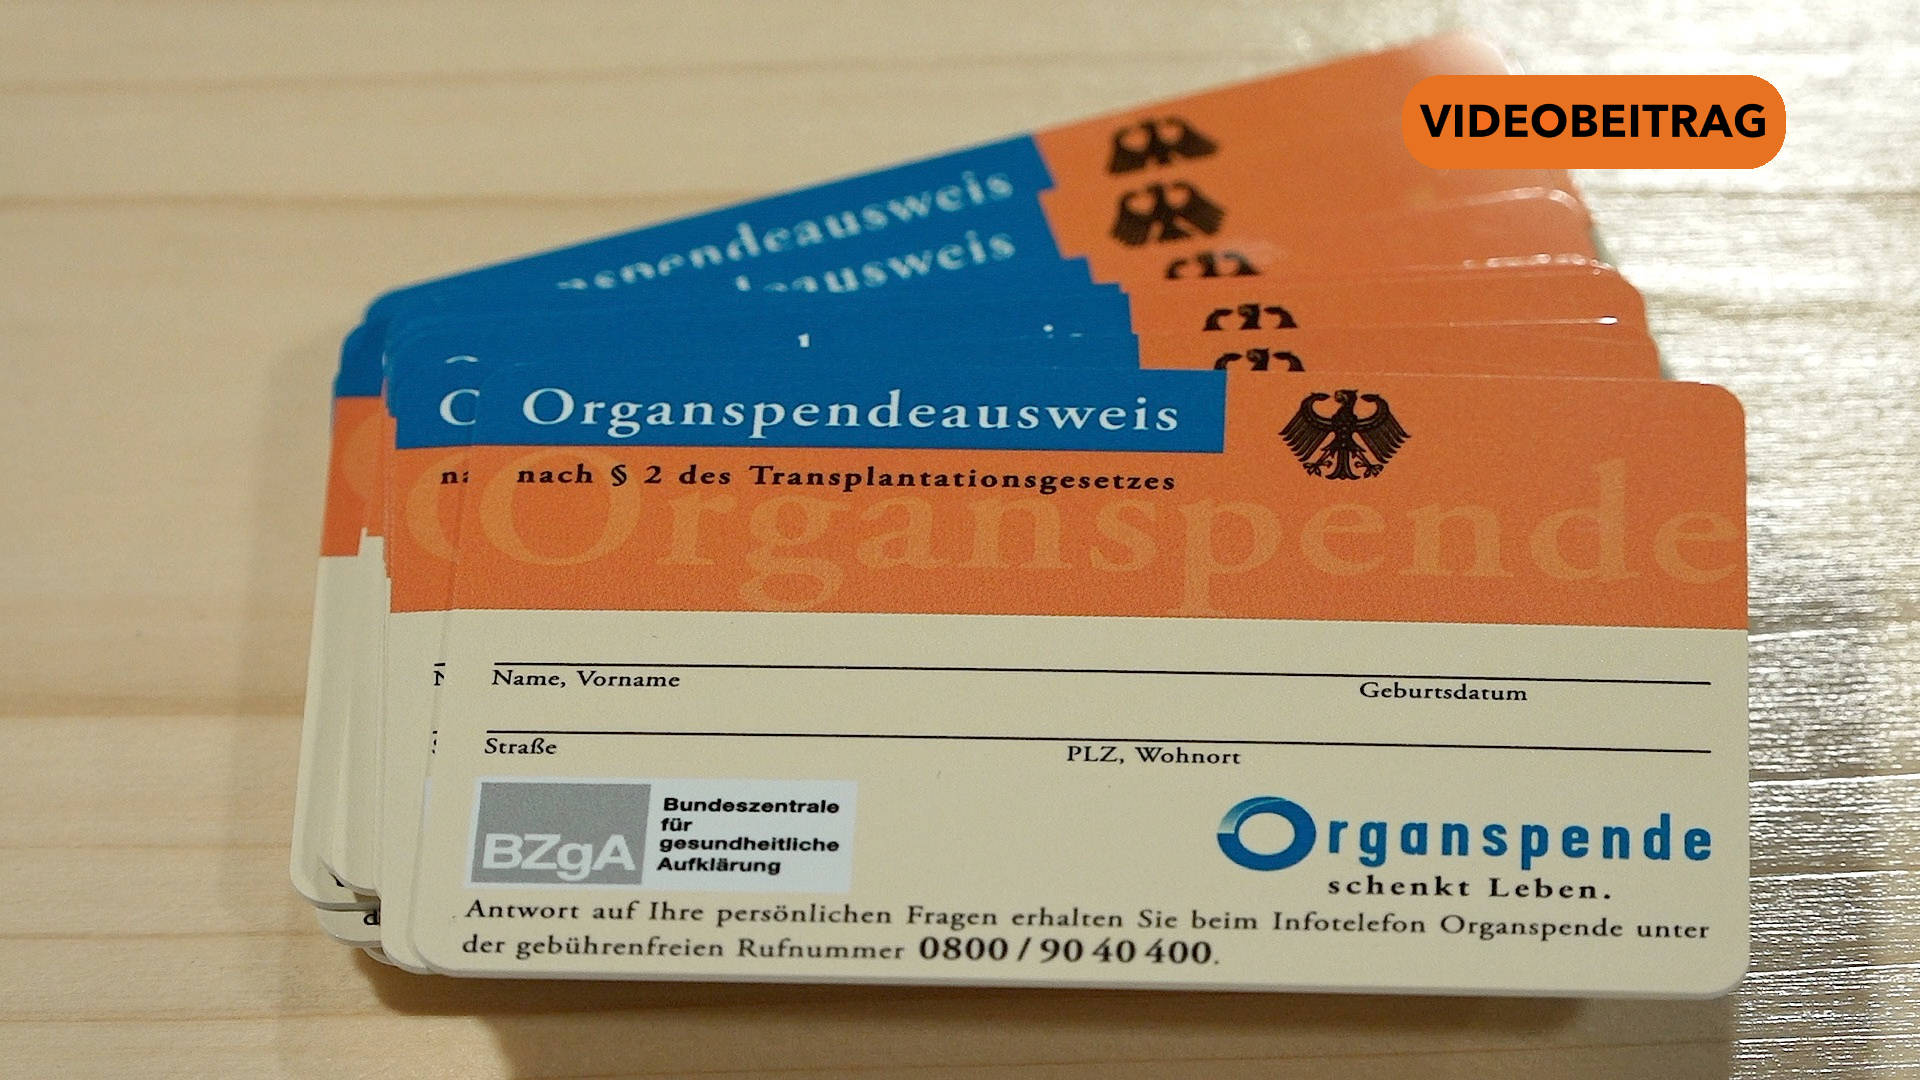 VIDEOBEITRAG
Organspendeausweis
nach § 2 des Transplantationsgesetzes
Organspende
Name, Vorname Geburtsdatum
Straße PLZ, Wohnort
BZgA
Bundeszentrale
für
gesundheitliche
Aufklärung
Organspende
schenkt Leben.
Antwort auf Ihre persönlichen Fragen erhalten Sie beim Infotelefon Organspende unter
der gebührenfreien Rufnummer 0800 / 90 40 400.